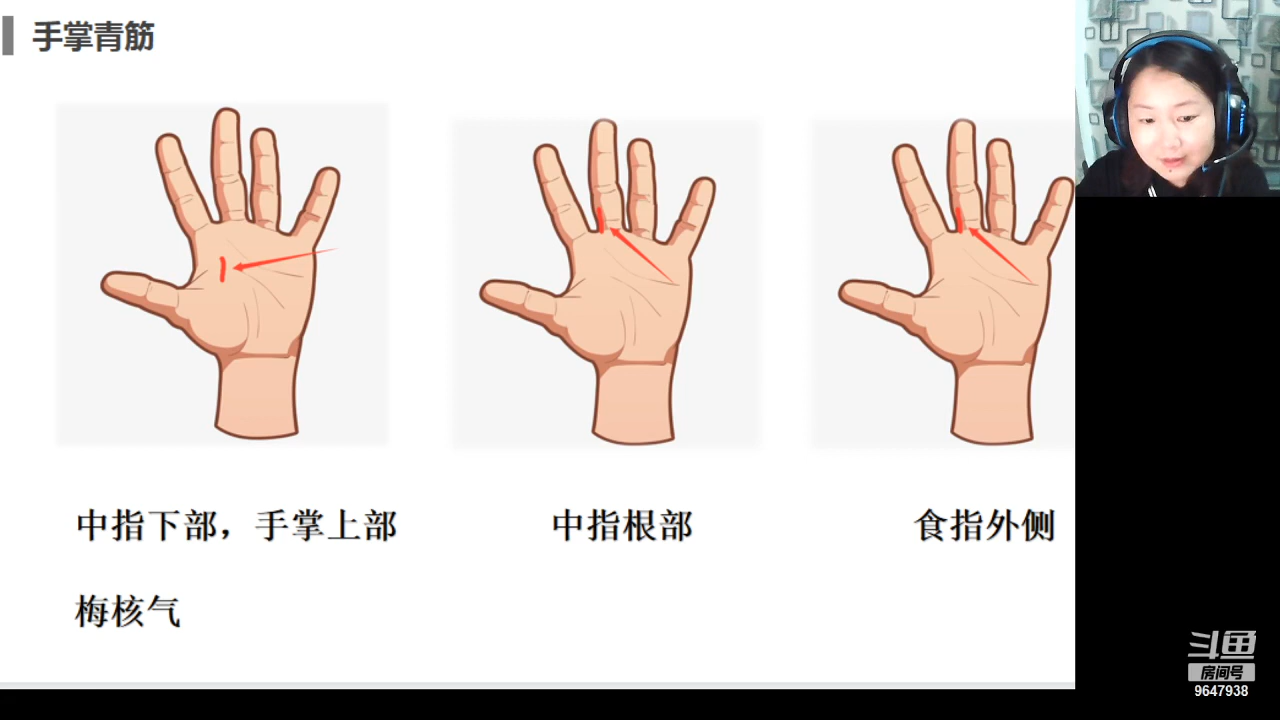 手掌青筋
中指下部，手掌上部
中指根部
食指外侧
梅核气
斗鱼
房间号
9647938